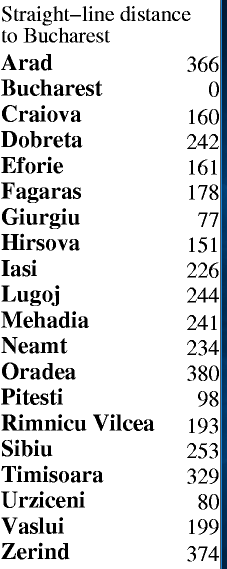 Straight–line distance
to Bucharest
Arad 366
Bucharest 0
Craiova 160
Dobreta 242
Eforie 161
Fagaras 178
Giurgiu 77
Hirsova 151
Iasi 226
Lugoj 244
Mehadia 241
Neamt 234
Oradea 380
Pitesti 98
Rimnicu Vilcea 193
Sibiu 253
Timisoara 329
Urziceni 80
Vaslui 199
Zerind 374